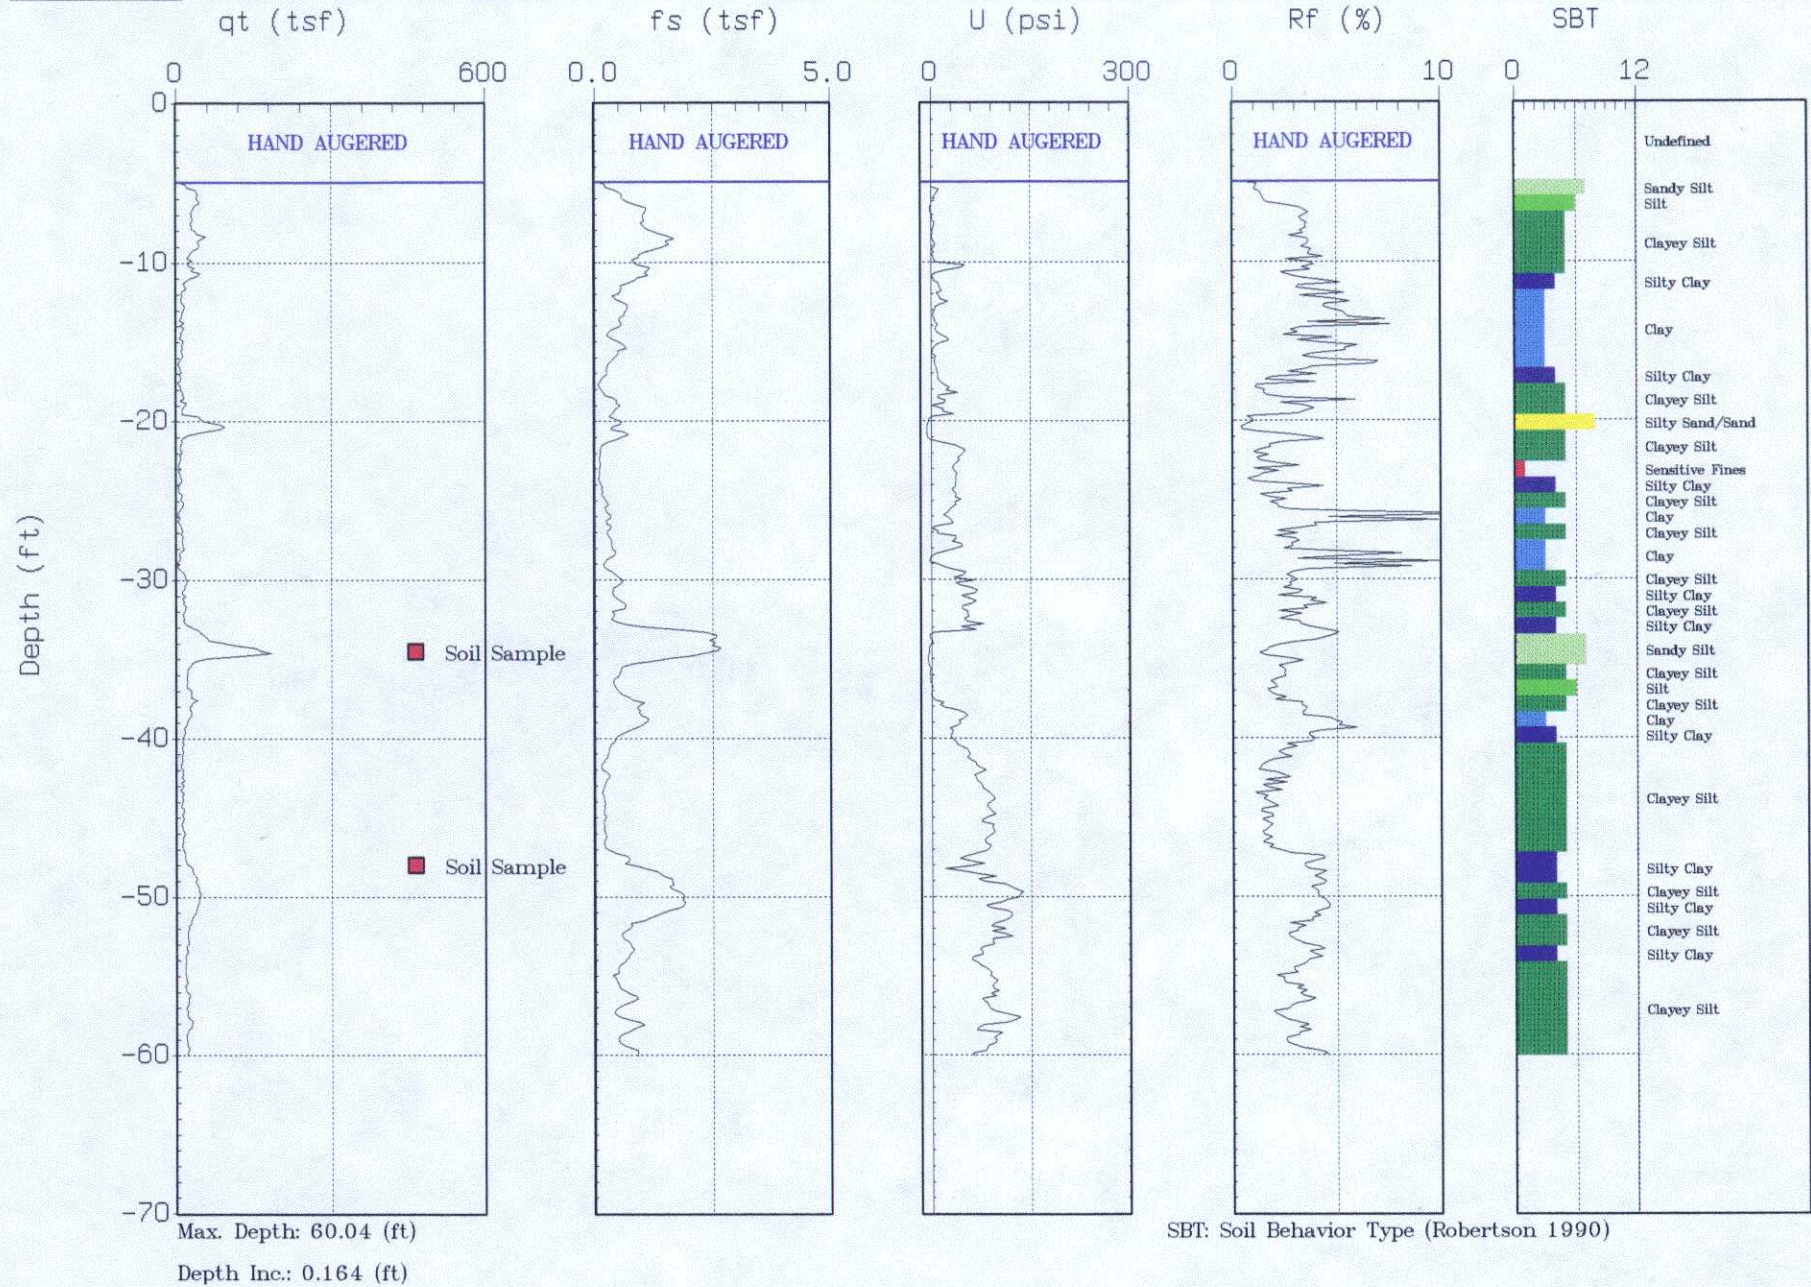 qt (tsf) fs (tsf) U (psi) Rf (%) SBT
0 600 0.0 5.0 0 300 0 10 0 12
0
HAND AUGERED HAND AUGERED HAND AUGERED HAND AUGERED
Undefined
Sandy Silt
Silt
Clayey Silt
-10
Silty Clay
Clay
Silty Clay
Clayey Silt
-20
Silty Sand/Sand
Clayey Silt
Sensitive Fines
Silty Clay
Clayey Silt
Clay
Clayey Silt
Clay
-30
Clayey Silt
Silty Clay
Clayey Silt
Silty Clay
Depth (ft)
Soil Sample
Sandy Silt
Clayey Silt
Silt
Clayey Silt
Clay
-40
Silty Clay
Clayey Silt
Soil Sample
Silty Clay
-50
Clayey Silt
Silty Clay
Clayey Silt
Silty Clay
Clayey Silt
-60
-70
Max. Depth: 60.04 (ft)
SBT: Soil Behavior Type (Robertson 1990)
Depth Inc.: 0.164 (ft)